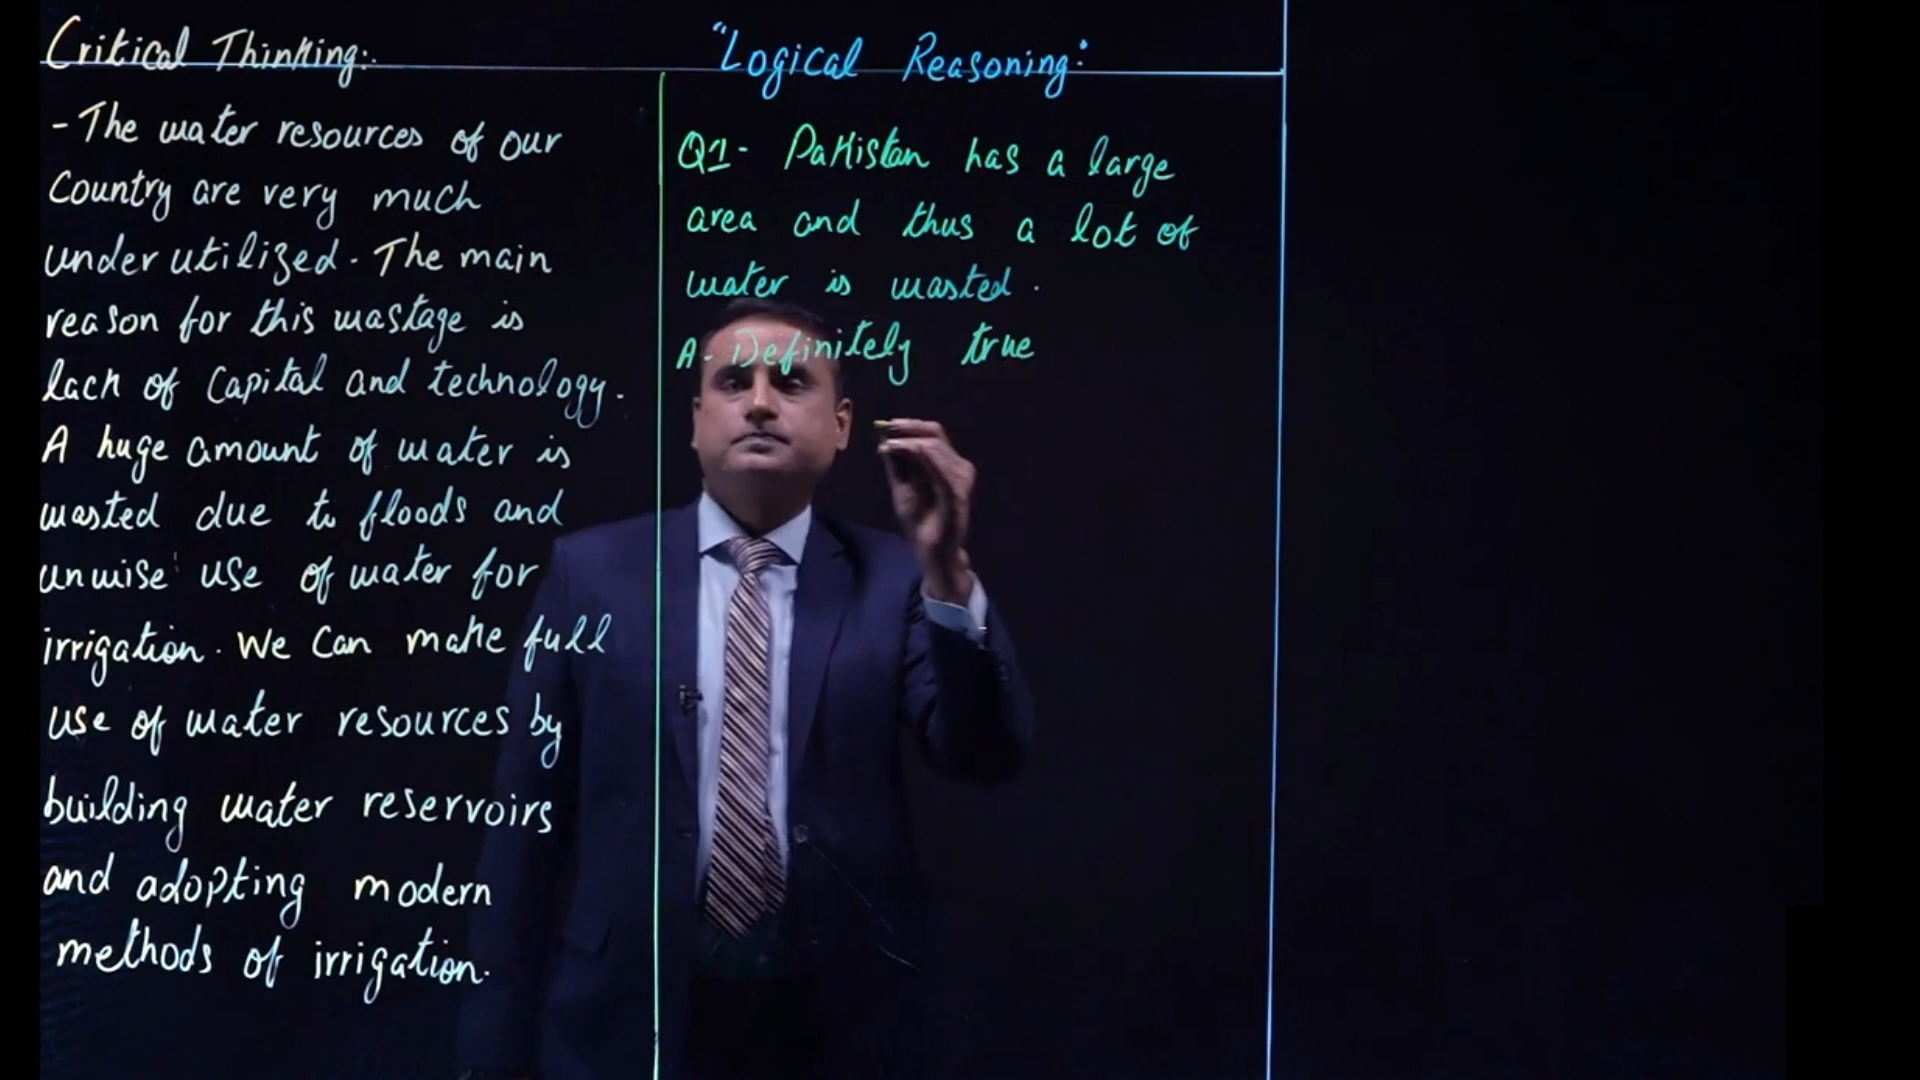 Critical Thinking:
- The water resources of our
Country are very much
under utilized. The main
reason for this wastage is
lack of Capital and technology.
A huge amount of water is
wasted due to floods and
unwise use of water for
irrigation. We Can make full
use of water resources by
building water reservoirs
and adopting modern
methods of irrigation.
"Logical Reasoning:
Q1- Pakistan has a large
area and thus a lot of
water is wasted.
A- Definitely true